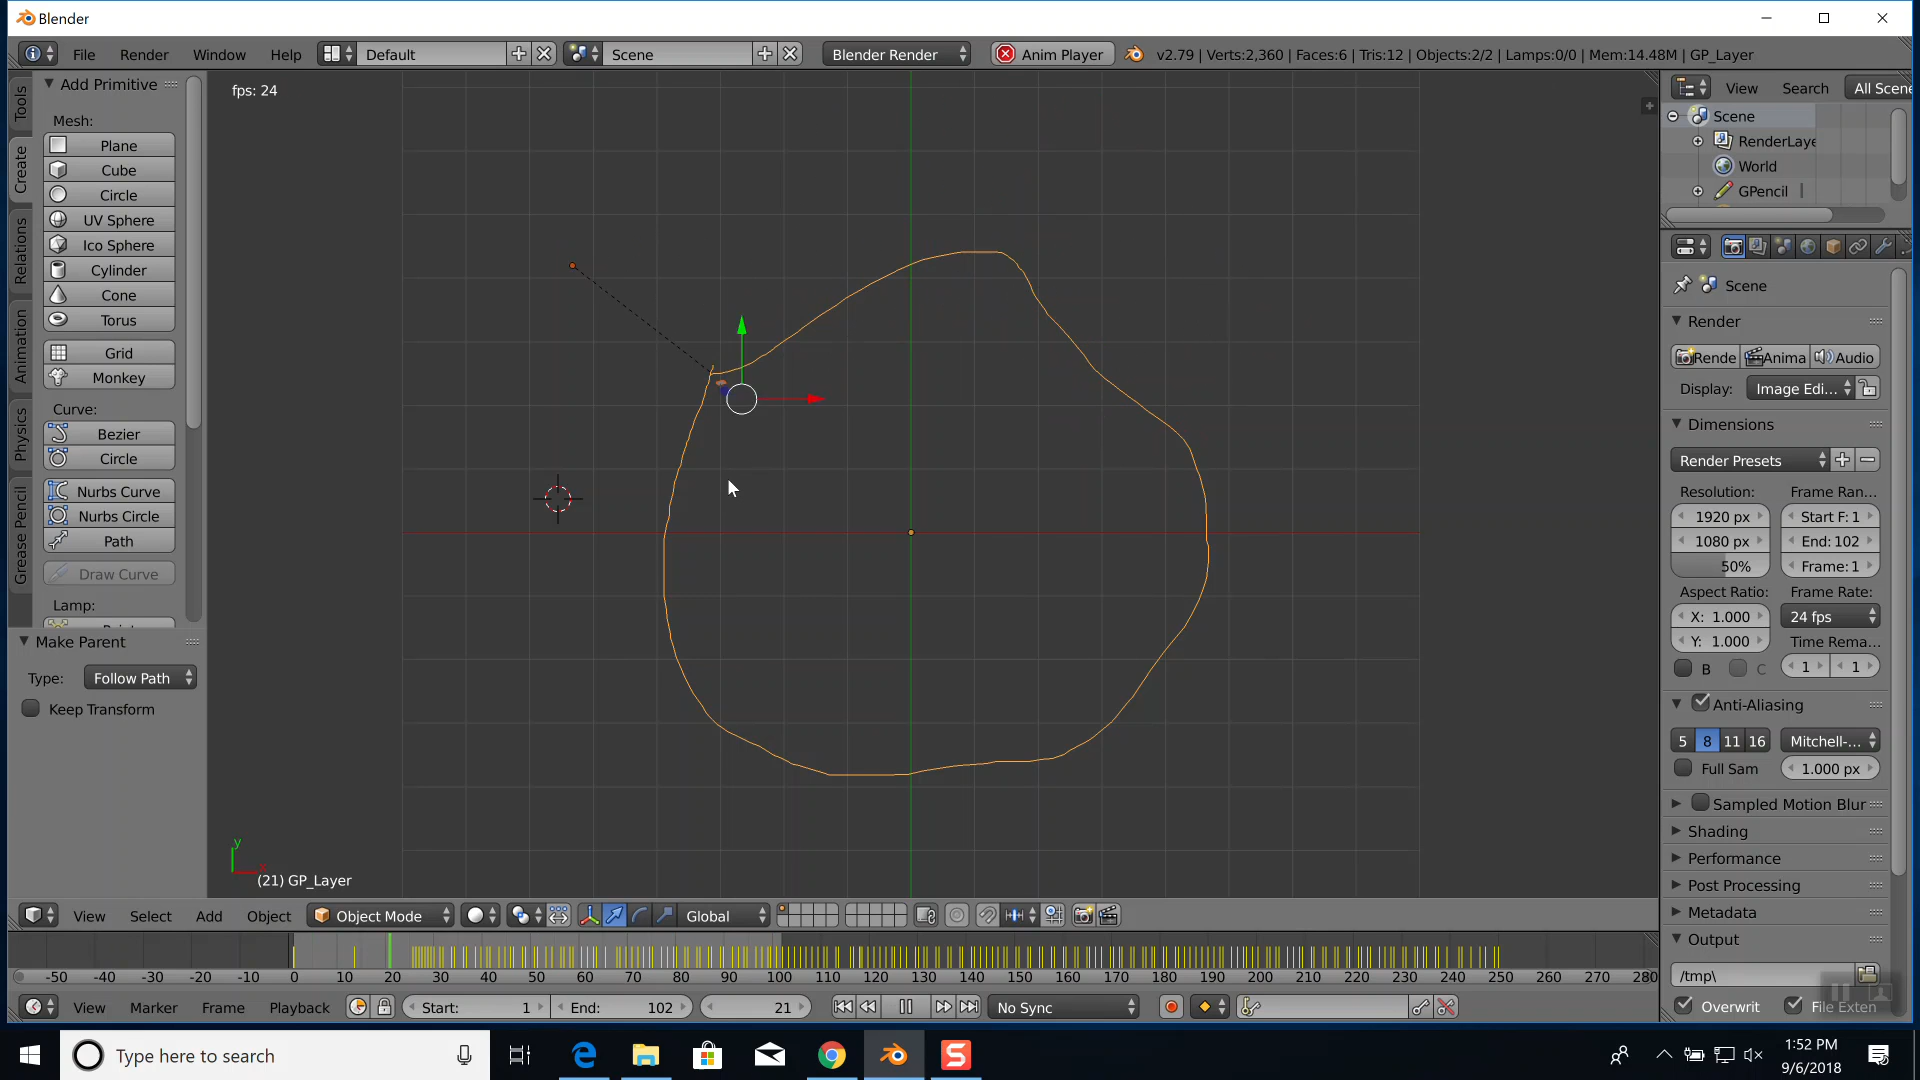 Blender
File Render Window Help Default Scene Blender Render Anim Player v2.79 | Verts:2,360 | Faces:6 | Tris:12 | Objects:2/2 | Lamps:0/0 | Mem:14.48M | GP_Layer
Tools
Create
Relations
Animation
Physics
Grease Pencil
Add Primitive
Mesh:
Plane
Cube
Circle
UV Sphere
Ico Sphere
Cylinder
Cone
Torus
Grid
Monkey
Curve:
Bezier
Circle
Nurbs Curve
Nurbs Circle
Path
Draw Curve
Lamp:
Make Parent
Type: Follow Path
Keep Transform
fps: 24
y
x
(21) GP_Layer
View Search All Scene
Scene
RenderLaye
World
GPencil
Scene
Render
Rende Anima Audio
Display: Image Edi...
Dimensions
Render Presets
Resolution: Frame Ran...
1920 px Start F: 1
1080 px End: 102
50% Frame: 1
Aspect Ratio: Frame Rate:
X: 1.000 24 fps
Y: 1.000 Time Rema...
B C 1 1
Anti-Aliasing
5 8 11 16 Mitchell-...
Full Sam 1.000 px
Sampled Motion Blur
Shading
Performance
Post Processing
Metadata
Output
/tmp\
Overwrit File Exten
View Select Add Object Object Mode Global
-50 -40 -30 -20 -10 0 10 20 30 40 50 60 70 80 90 100 110 120 130 140 150 160 170 180 190 200 210 220 230 240 250 260 270 280
View Marker Frame Playback Start: 1 End: 102 21 No Sync
Type here to search
1:52 PM
9/6/2018